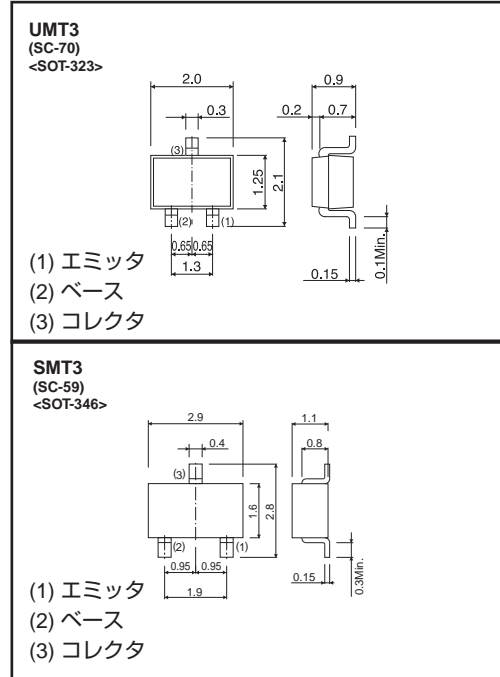 UMT3
(SC-70)
<SOT-323>
2.0
0.9
0.3
0.2 0.7
(3)
1.25
2.1
(2) (1)
0.65 0.65
1.3
0.15
0.1Min.
(1) エミッタ
(2) ベース
(3) コレクタ
SMT3
(SC-59)
<SOT-346>
2.9
1.1
0.4
0.8
(3)
1.6
2.8
(2) (1)
0.95 0.95
1.9
0.15
0.3Min.
(1) エミッタ
(2) ベース
(3) コレクタ